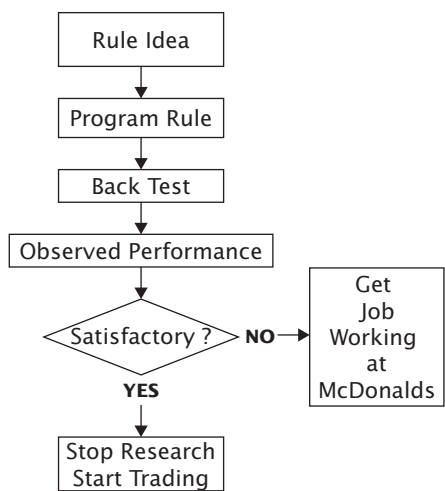 Rule Idea
Program Rule
Back Test
Observed Performance
Satisfactory ?
NO
Get
Job
Working
at
McDonalds
YES
Stop Research
Start Trading